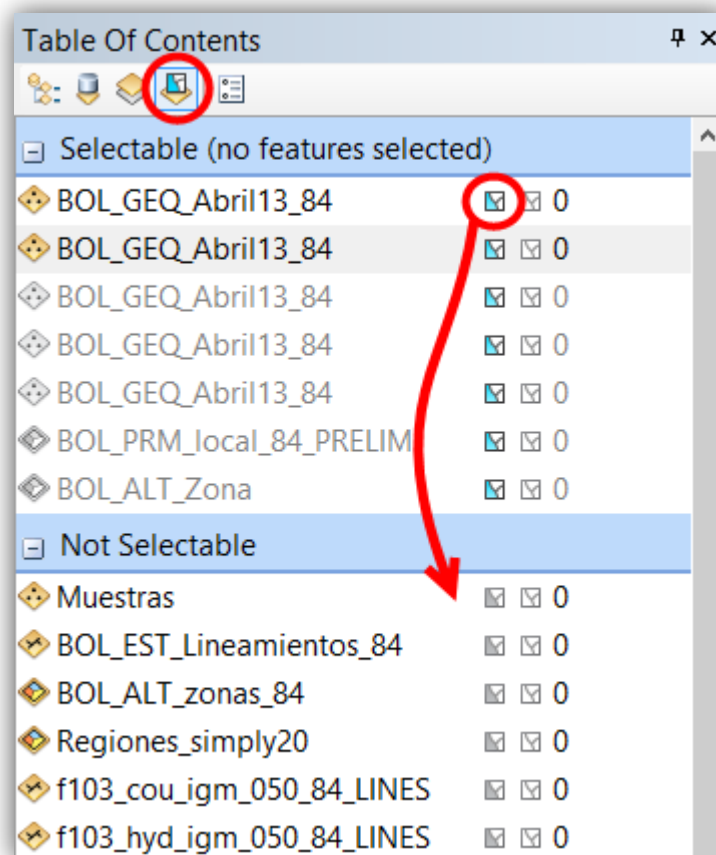 Table Of Contents
Selectable (no features selected)
BOL_GEQ_Abril13_84 0
BOL_GEQ_Abril13_84 0
BOL_GEQ_Abril13_84 0
BOL_GEQ_Abril13_84 0
BOL_GEQ_Abril13_84 0
BOL_PRM_local_84_PRELIM 0
BOL_ALT_Zona 0
Not Selectable
Muestras 0
BOL_EST_Lineamientos_84 0
BOL_ALT_zonas_84 0
Regiones_simply20 0
f103_cou_igm_050_84_LINES 0
f103_hyd_igm_050_84_LINES 0